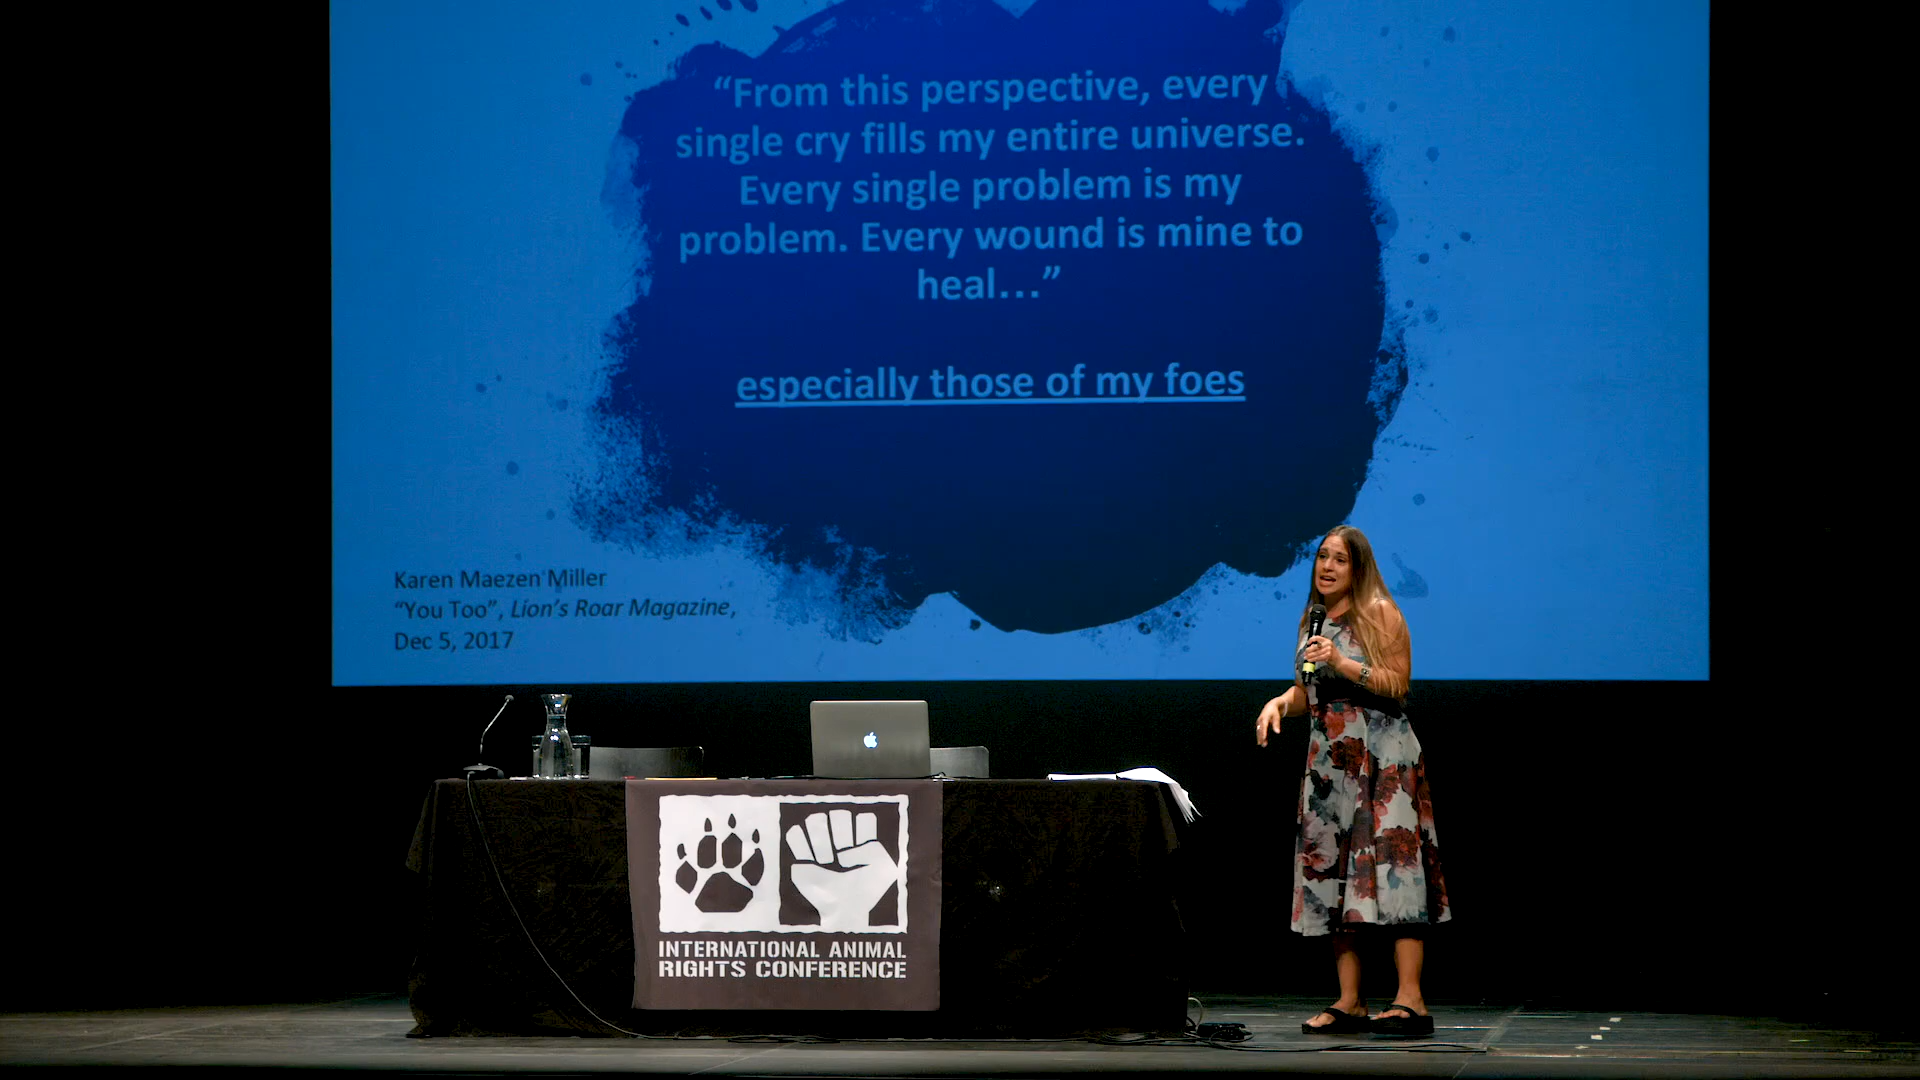 “From this perspective, every
single cry fills my entire universe.
Every single problem is my
problem. Every wound is mine to
heal…”
especially those of my foes
Karen Maezen Miller
“You Too”, Lion’s Roar Magazine,
Dec 5, 2017
INTERNATIONAL ANIMAL
RIGHTS CONFERENCE